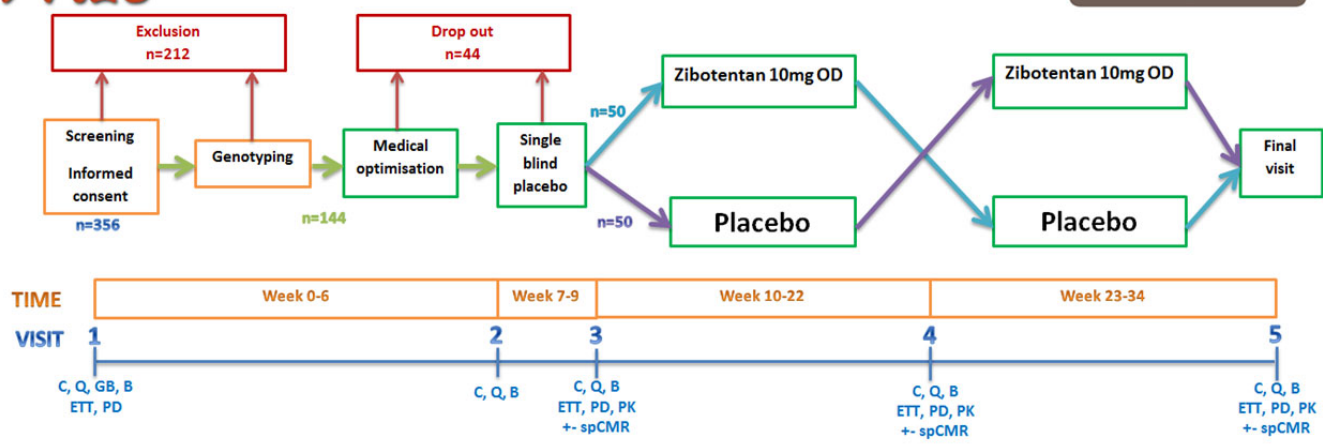 Exclusion
n=212
Drop out
n=44
Screening
Informed
consent
n=356
Genotyping
n=144
Medical
optimisation
Single
blind
placebo
n=50
n=50
Zibotentan 10mg OD
Placebo
Zibotentan 10mg OD
Placebo
Final
visit
TIME
Week 0-6
Week 7-9
Week 10-22
Week 23-34
VISIT
1
2
3
4
5
C, Q, GB, B
ETT, PD
C, Q, B
C, Q, B
ETT, PD, PK
+- spCMR
C, Q, B
ETT, PD, PK
+- spCMR
C, Q, B
ETT, PD, PK
+- spCMR